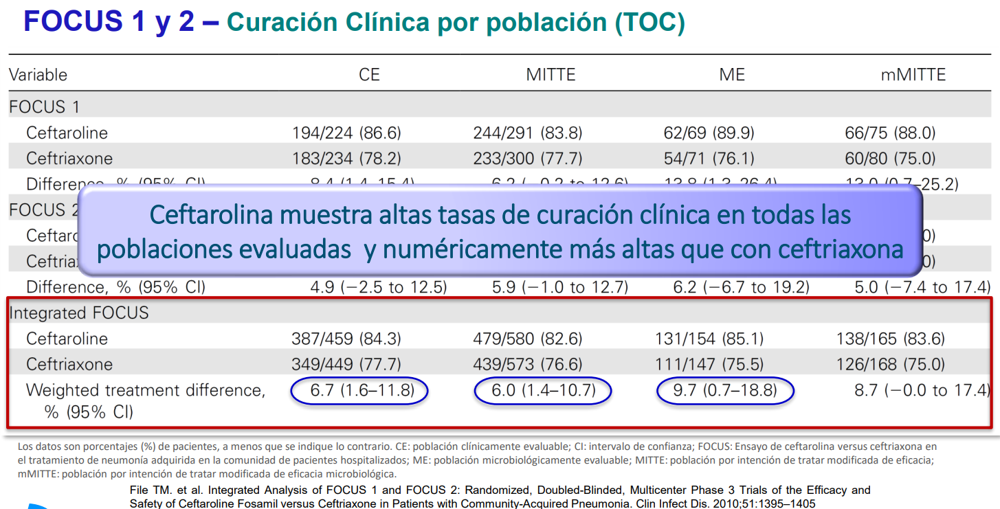 FOCUS 1 y 2 – Curación Clínica por población (TOC)
Variable CE MITTE ME mMITTE
FOCUS 1
Ceftaroline 194/224 (86.6) 244/291 (83.8) 62/69 (89.9) 66/75 (88.0)
Ceftriaxone 183/234 (78.2) 233/300 (77.7) 54/71 (76.1) 60/80 (75.0)
Difference, % (95% CI) 8.4 (1.4–15.4) 6.2 (−0.2 to 12.6) 13.8 (1.3–26.4) 13.0 (0.7–25.2)
FOCUS 2
Ceftarolina muestra altas tasas de curación clínica en todas las
poblaciones evaluadas y numéricamente más altas que con ceftriaxona
Difference, % (95% CI) 4.9 (−2.5 to 12.5) 5.9 (−1.0 to 12.7) 6.2 (−6.7 to 19.2) 5.0 (−7.4 to 17.4)
Integrated FOCUS
Ceftaroline 387/459 (84.3) 479/580 (82.6) 131/154 (85.1) 138/165 (83.6)
Ceftriaxone 349/449 (77.7) 439/573 (76.6) 111/147 (75.5) 126/168 (75.0)
Weighted treatment difference, 6.7 (1.6–11.8) 6.0 (1.4–10.7) 9.7 (0.7–18.8) 8.7 (−0.0 to 17.4)
% (95% CI)
Los datos son porcentajes (%) de pacientes, a menos que se indique lo contrario. CE: población clínicamente evaluable; CI: intervalo de confianza; FOCUS: Ensayo de ceftarolina versus ceftriaxona en
el tratamiento de neumonía adquirida en la comunidad de pacientes hospitalizados; ME: población microbiológicamente evaluable; MITTE: población por intención de tratar modificada de eficacia;
mMITTE: población por intención de tratar modificada de eficacia microbiológica.
File TM. et al. Integrated Analysis of FOCUS 1 and FOCUS 2: Randomized, Doubled-Blinded, Multicenter Phase 3 Trials of the Efficacy and
Safety of Ceftaroline Fosamil versus Ceftriaxone in Patients with Community-Acquired Pneumonia. Clin Infect Dis. 2010;51:1395–1405